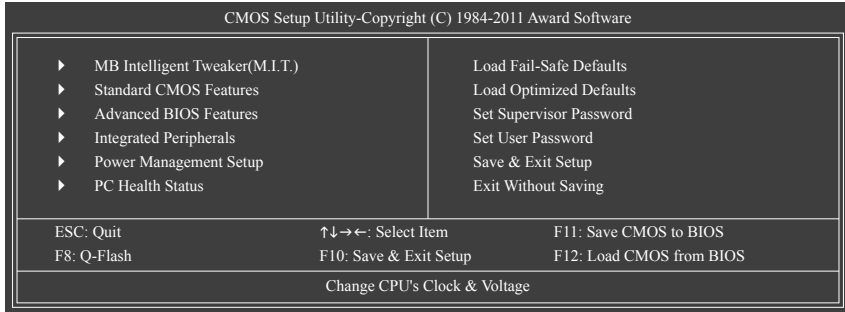 CMOS Setup Utility-Copyright (C) 1984-2011 Award Software
MB Intelligent Tweaker(M.I.T.)
Standard CMOS Features
Advanced BIOS Features
Integrated Peripherals
Power Management Setup
PC Health Status
Load Fail-Safe Defaults
Load Optimized Defaults
Set Supervisor Password
Set User Password
Save & Exit Setup
Exit Without Saving
ESC: Quit ↑↓→←: Select Item F11: Save CMOS to BIOS
F8: Q-Flash F10: Save & Exit Setup F12: Load CMOS from BIOS
Change CPU's Clock & Voltage